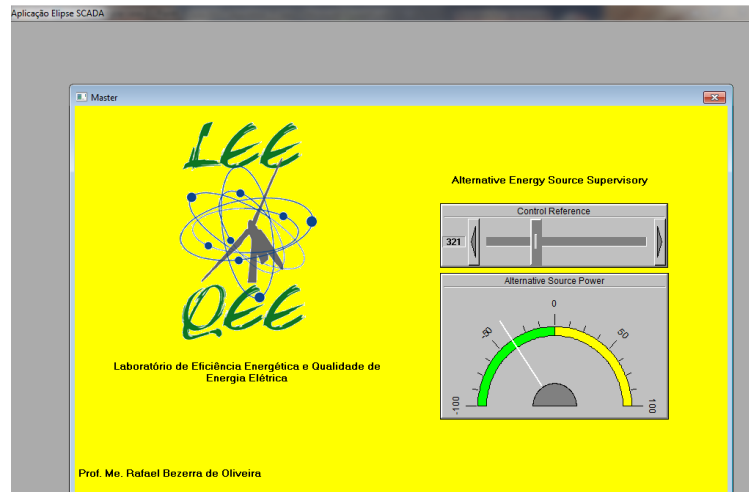 Aplicação Elipse SCADA
Master
LEE
QEE
Laboratório de Eficiência Energética e Qualidade de
Energia Elétrica
Prof. Me. Rafael Bezerra de Oliveira
Alternative Energy Source Supervisory
Control Reference
321
Alternative Source Power
-100
-50
0
50
100